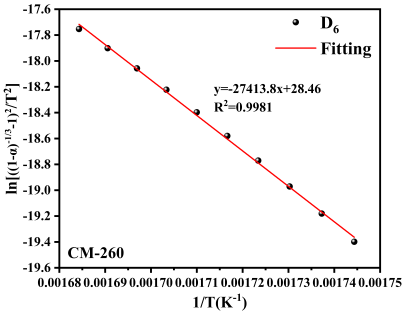 -17.6
-17.8
-18.0
-18.2
-18.4
-18.6
-18.8
-19.0
-19.2
-19.4
-19.6
ln[((1-α)^-1/3-1)^2/T^2]
D₆
Fitting
y=-27413.8x+28.46
R²=0.9981
CM-260
0.00168 0.00169 0.00170 0.00171 0.00172 0.00173 0.00174 0.00175
1/T(K⁻¹)